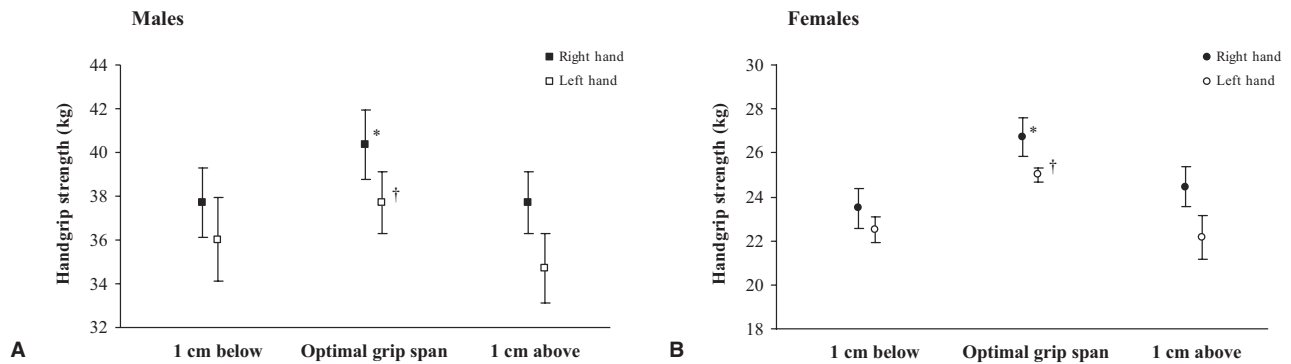 Males
Right hand
Left hand
Handgrip strength (kg)
44
42
40
38
36
34
32
*
†
1 cm below Optimal grip span 1 cm above
A
Females
Right hand
Left hand
Handgrip strength (kg)
30
28
26
24
22
20
18
*
†
1 cm below Optimal grip span 1 cm above
B